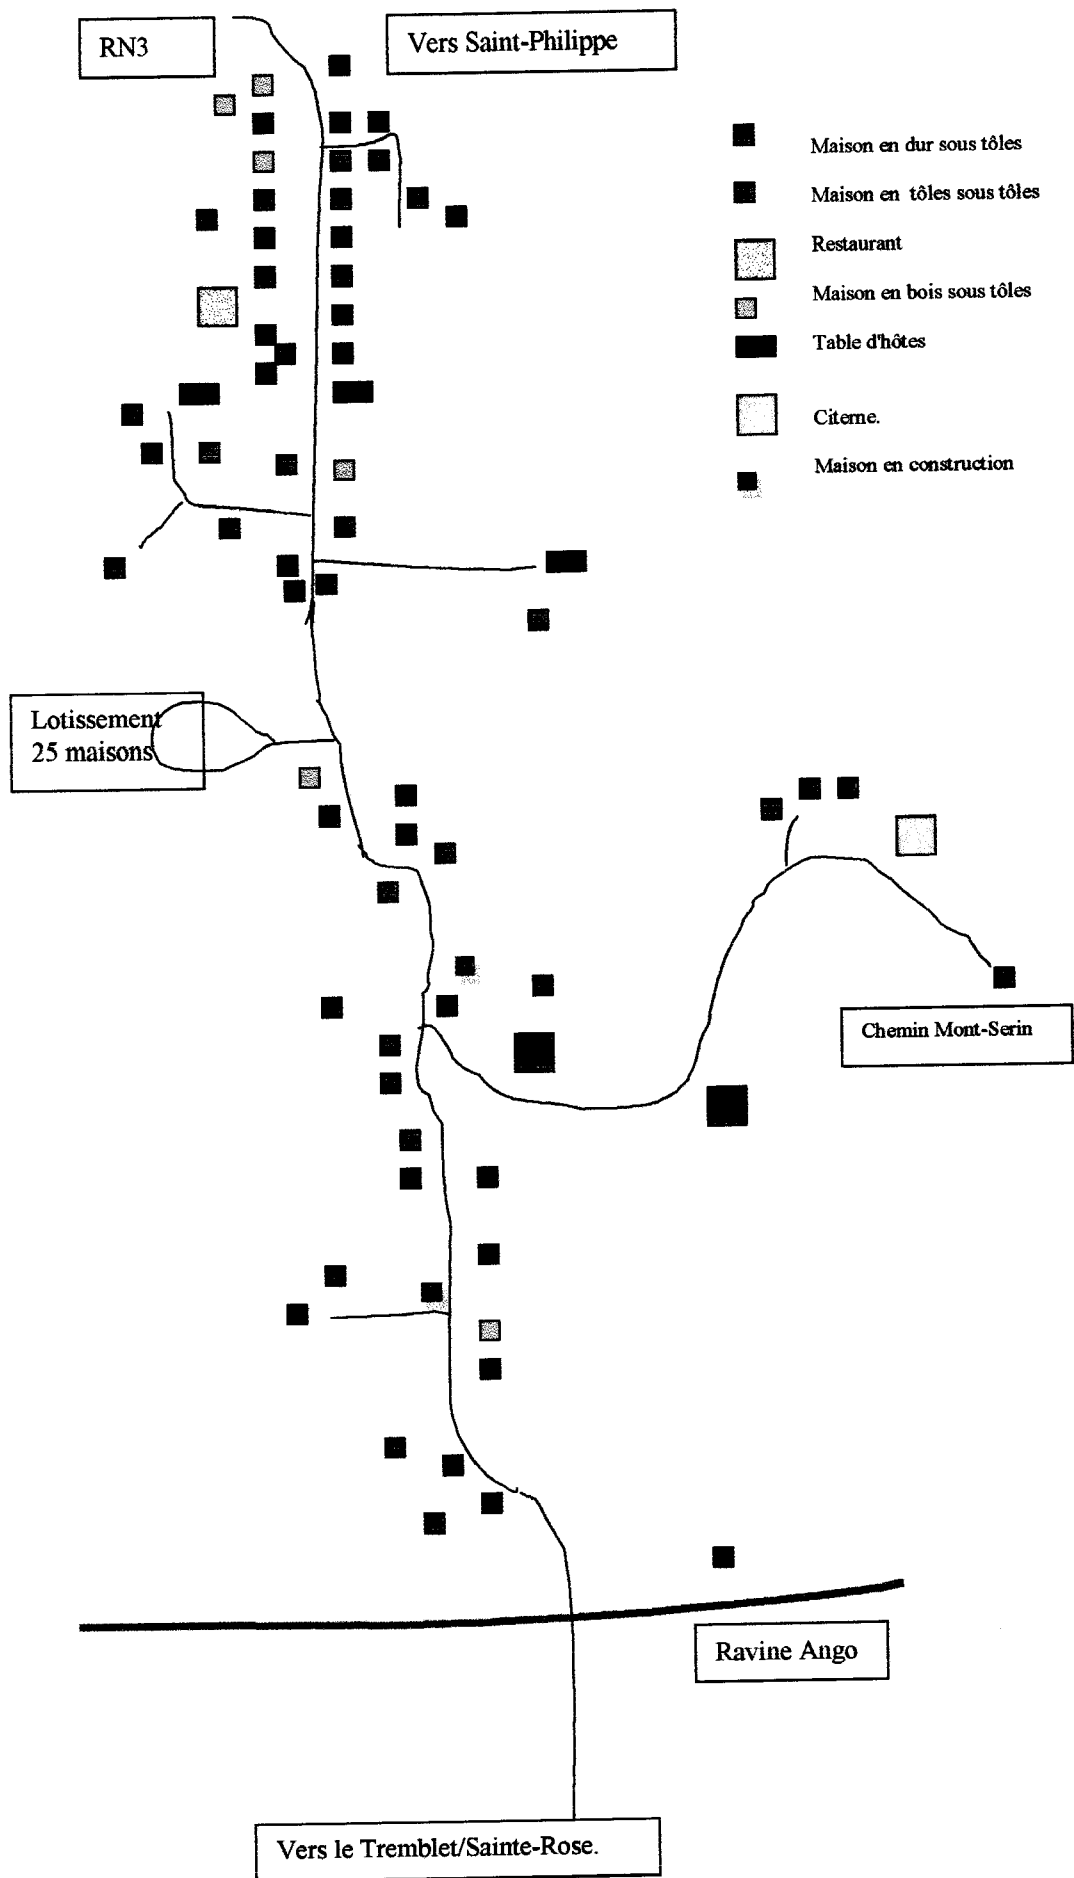 RN3
Vers Saint-Philippe
Maison en dur sous tôles
Maison en tôles sous tôles
Restaurant
Maison en bois sous tôles
Table d'hôtes
Citerne.
Maison en construction
Lotissement
25 maisons
Chemin Mont-Serin
Ravine Ango
Vers le Tremblet/Sainte-Rose.